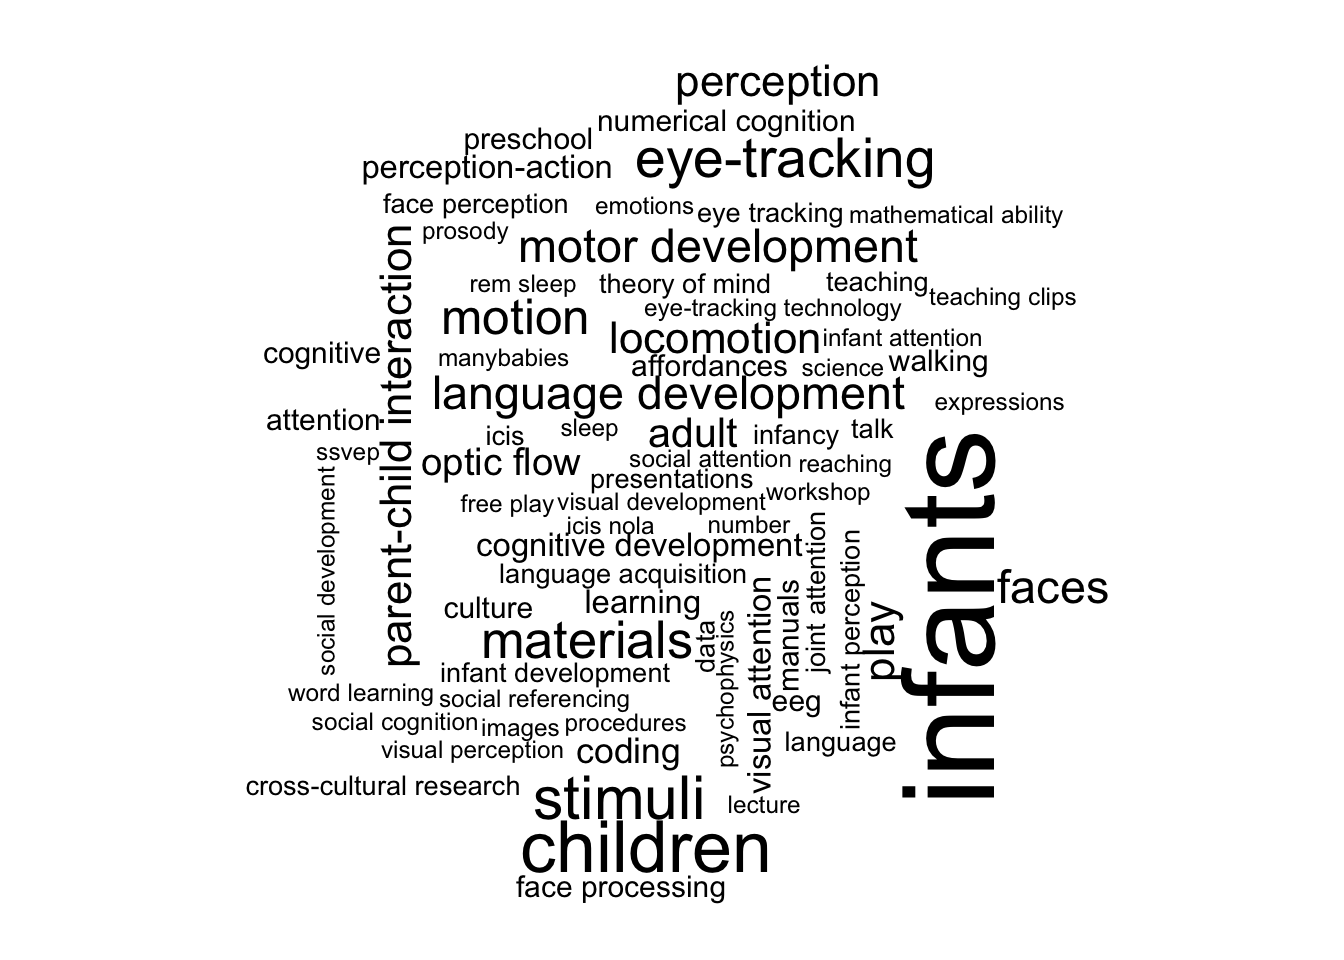 perception
numerical cognition
preschool
eye-tracking
perception-action
face perception
emotions
eye tracking
mathematical ability
prosody
motor development
parent-child interaction
rem sleep
theory of mind
teaching
teaching clips
eye-tracking technology
motion
locomotion
infant attention
cognitive
manybabies
affordances
science
walking
language development
expressions
attention
icis
sleep
adult
infancy
talk
ssvep
optic flow
social attention
reaching
presentations
workshop
infants
social development
free play
visual development
icis nola
number
cognitive development
joint attention
infant perception
language acquisition
faces
culture
learning
visual attention
manuals
play
materials
data
psychophysics
infant development
word learning
social referencing
eeg
social cognition
images
procedures
visual perception
coding
language
cross-cultural research
stimuli
lecture
children
face processing